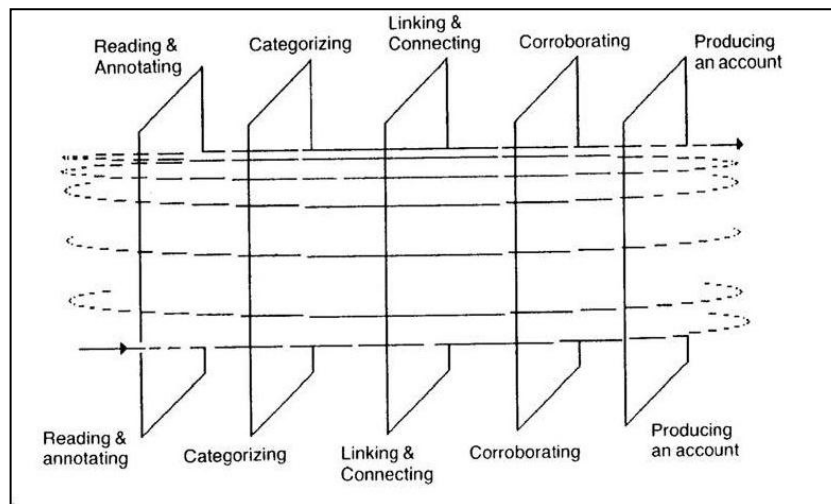 Reading &
Annotating
Categorizing
Linking &
Connecting
Corroborating
Producing
an account
Reading &
annotating
Categorizing
Linking &
Connecting
Corroborating
Producing
an account